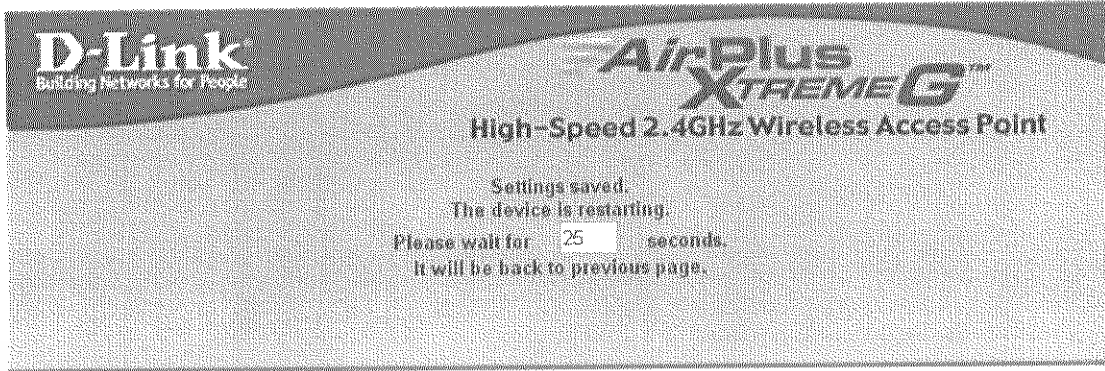 D-Link
Building Networks for People
AirPlus
XTREME G™
High-Speed 2.4GHz Wireless Access Point
Settings saved.
The device is restarting.
Please wait for 25 seconds.
It will be back to previous page.